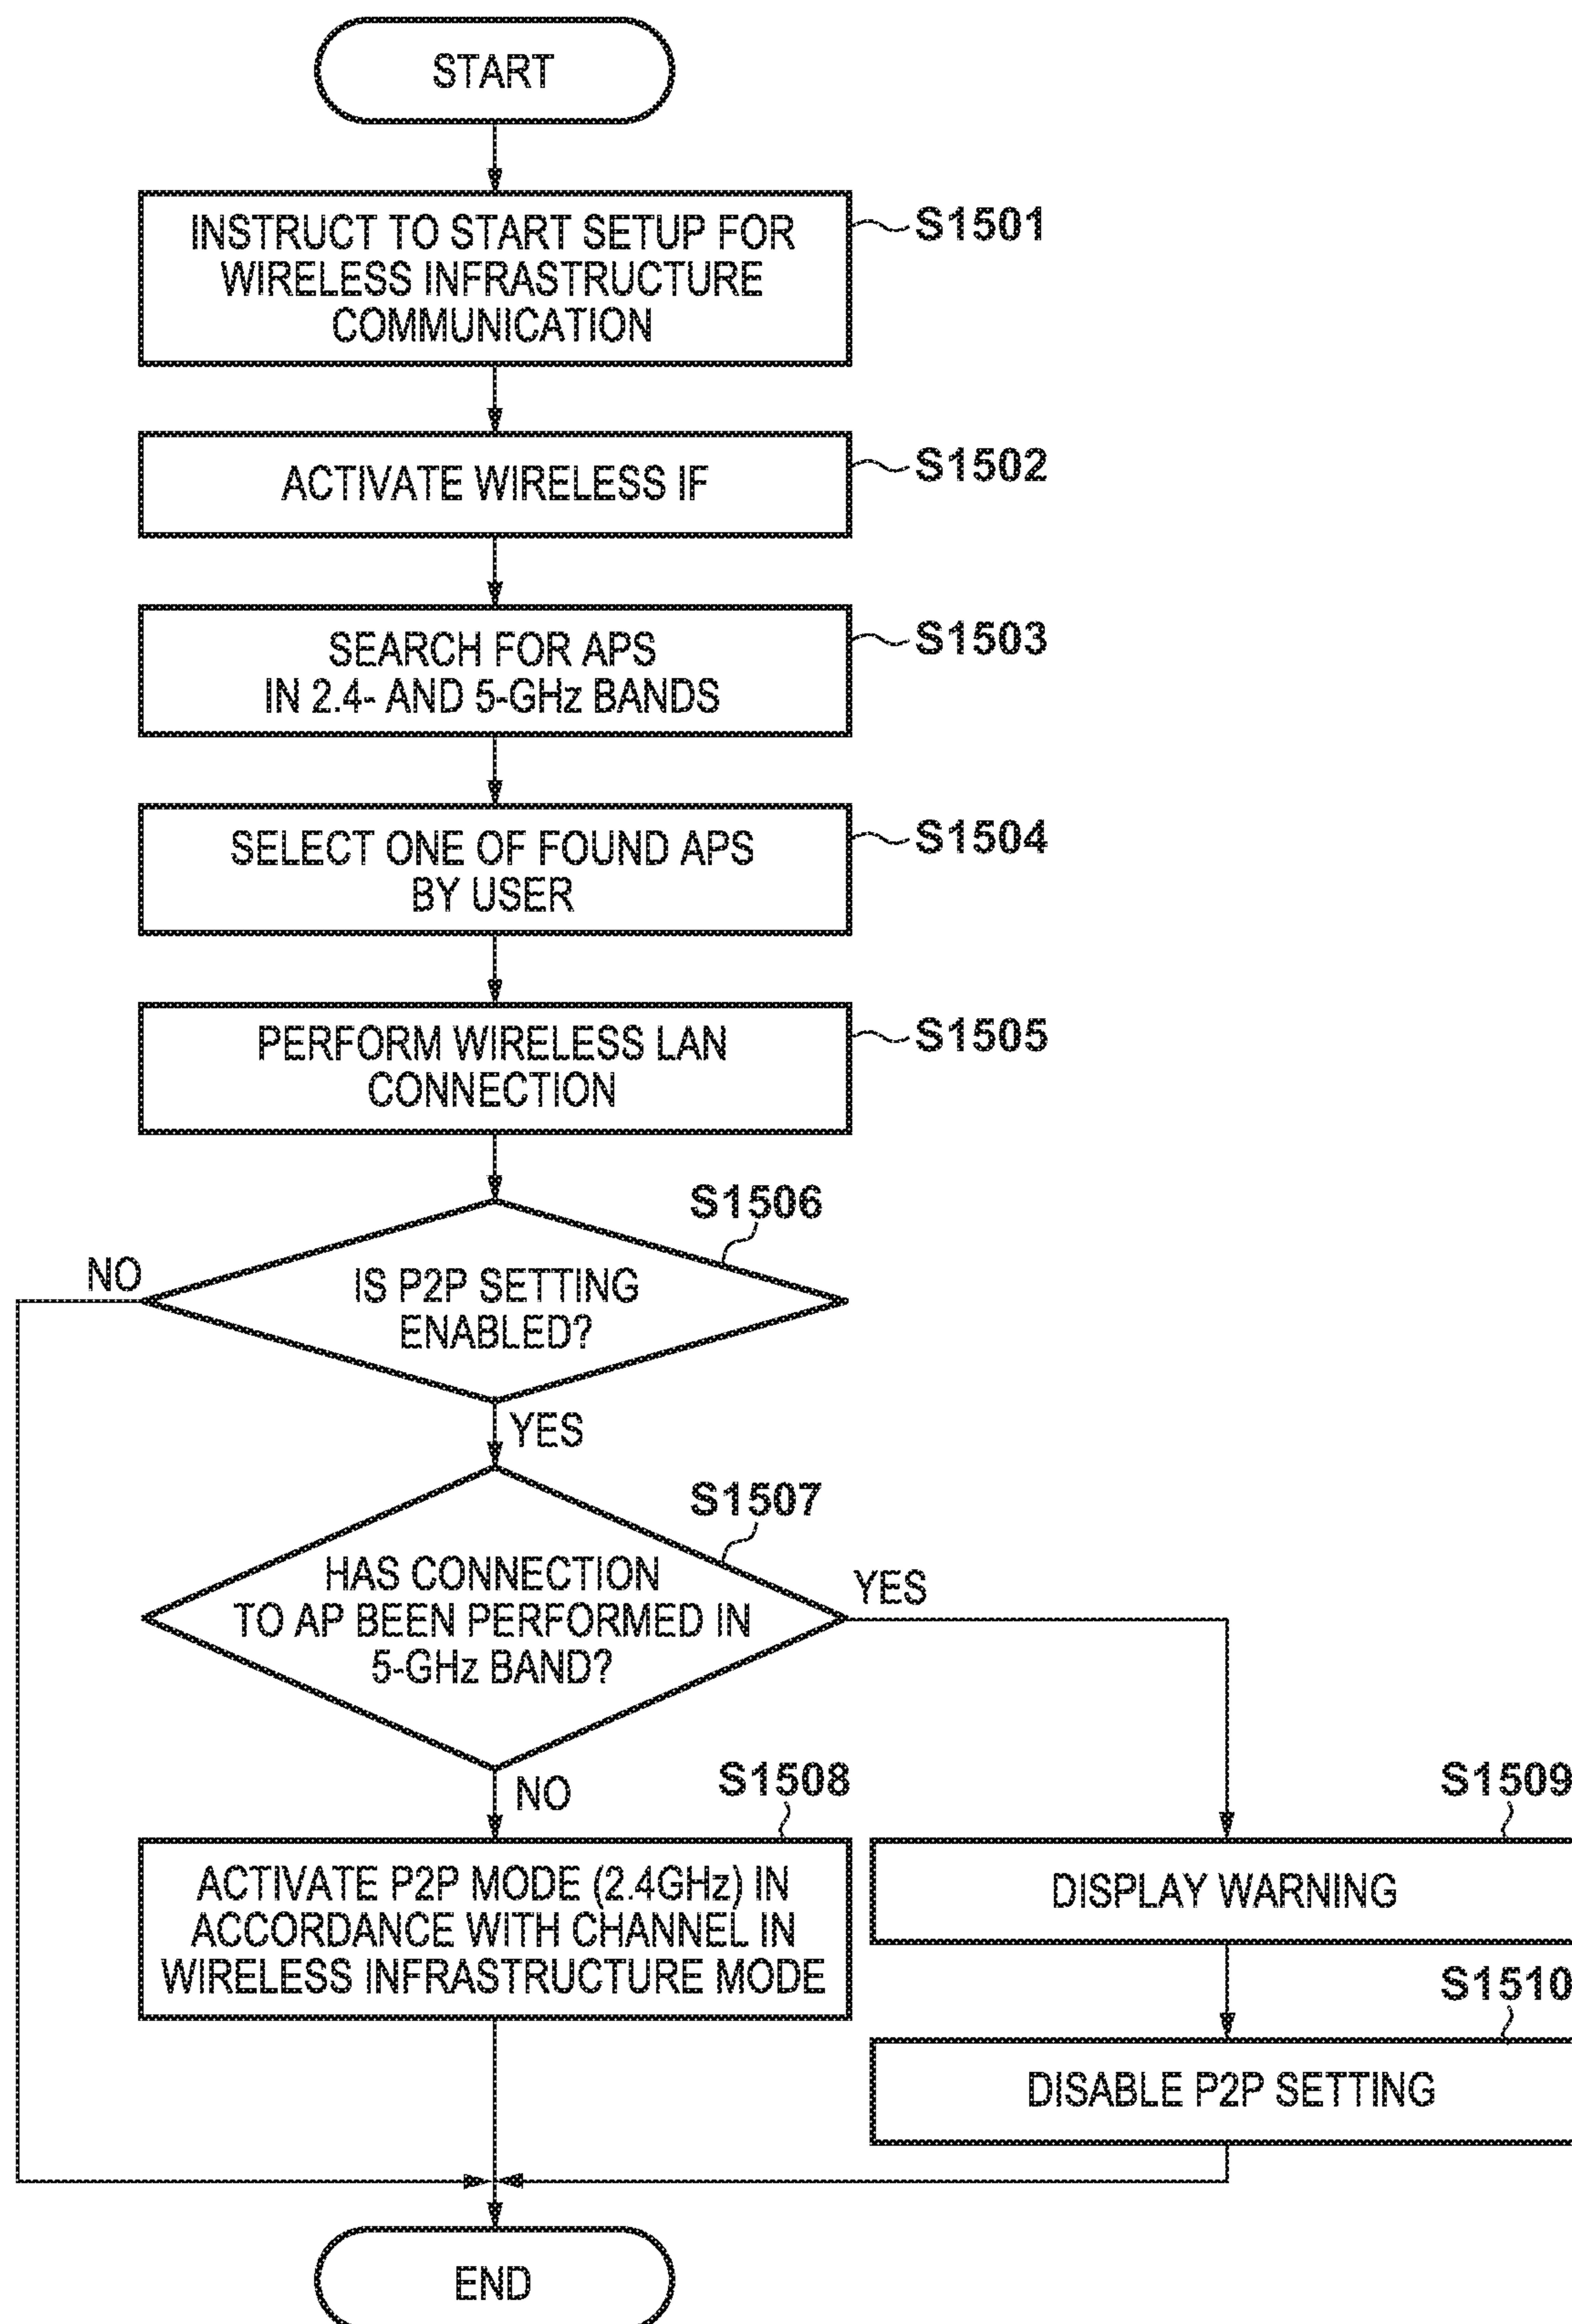 START
INSTRUCT TO START SETUP FOR
WIRELESS INFRASTRUCTURE
COMMUNICATION
S1501
ACTIVATE WIRELESS IF
S1502
SEARCH FOR APS
IN 2.4- AND 5-GHz BANDS
S1503
SELECT ONE OF FOUND APS
BY USER
S1504
PERFORM WIRELESS LAN
CONNECTION
S1505
S1506
NO
IS P2P SETTING
ENABLED?
YES
S1507
HAS CONNECTION
TO AP BEEN PERFORMED IN
5-GHz BAND?
YES
NO
S1508
ACTIVATE P2P MODE (2.4GHz) IN
ACCORDANCE WITH CHANNEL IN
WIRELESS INFRASTRUCTURE MODE
S1509
DISPLAY WARNING
S1510
DISABLE P2P SETTING
END